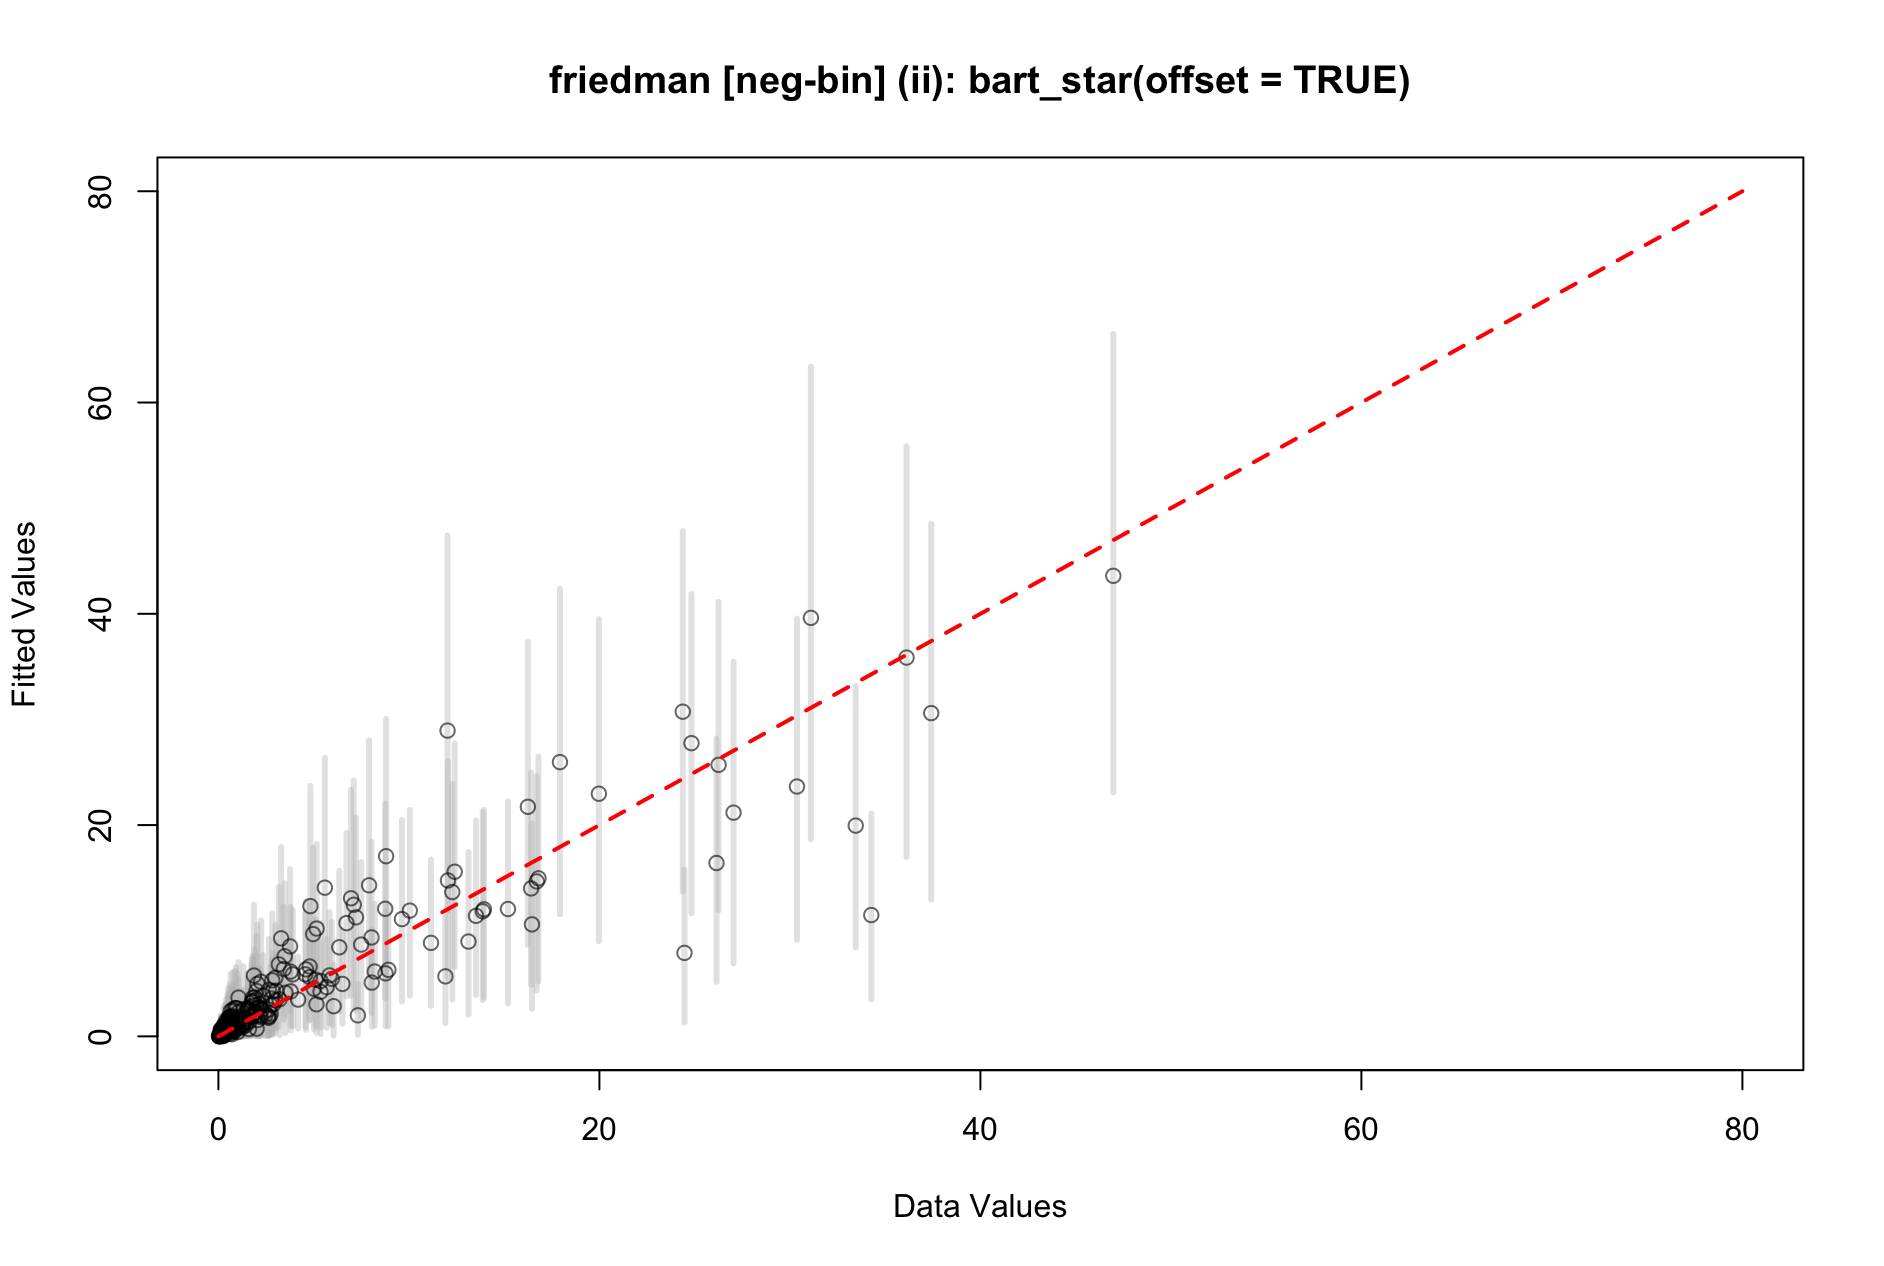 friedman [neg-bin] (ii): bart_star(offset = TRUE)
Fitted Values
80
60
40
20
0
0 20 40 60 80
Data Values